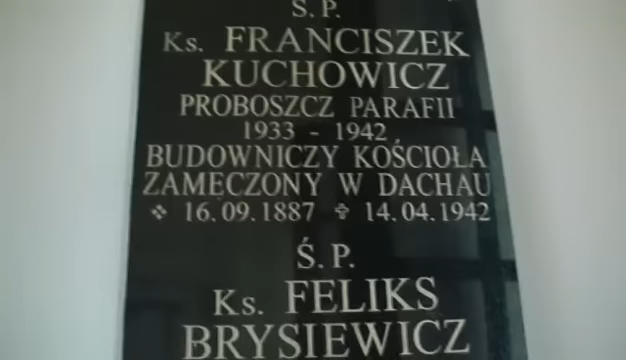 Ś.P.
Ks. FRANCISZEK
KUCHOWICZ
PROBOSZCZ PARAFII
1933 - 1942
BUDOWNICZY KOŚCIOŁA
ZAMĘCZONY W DACHAU
16.09.1887 ✞ 14.04.1942
Ś.P.
Ks. FELIKS
BRYSIEWICZ